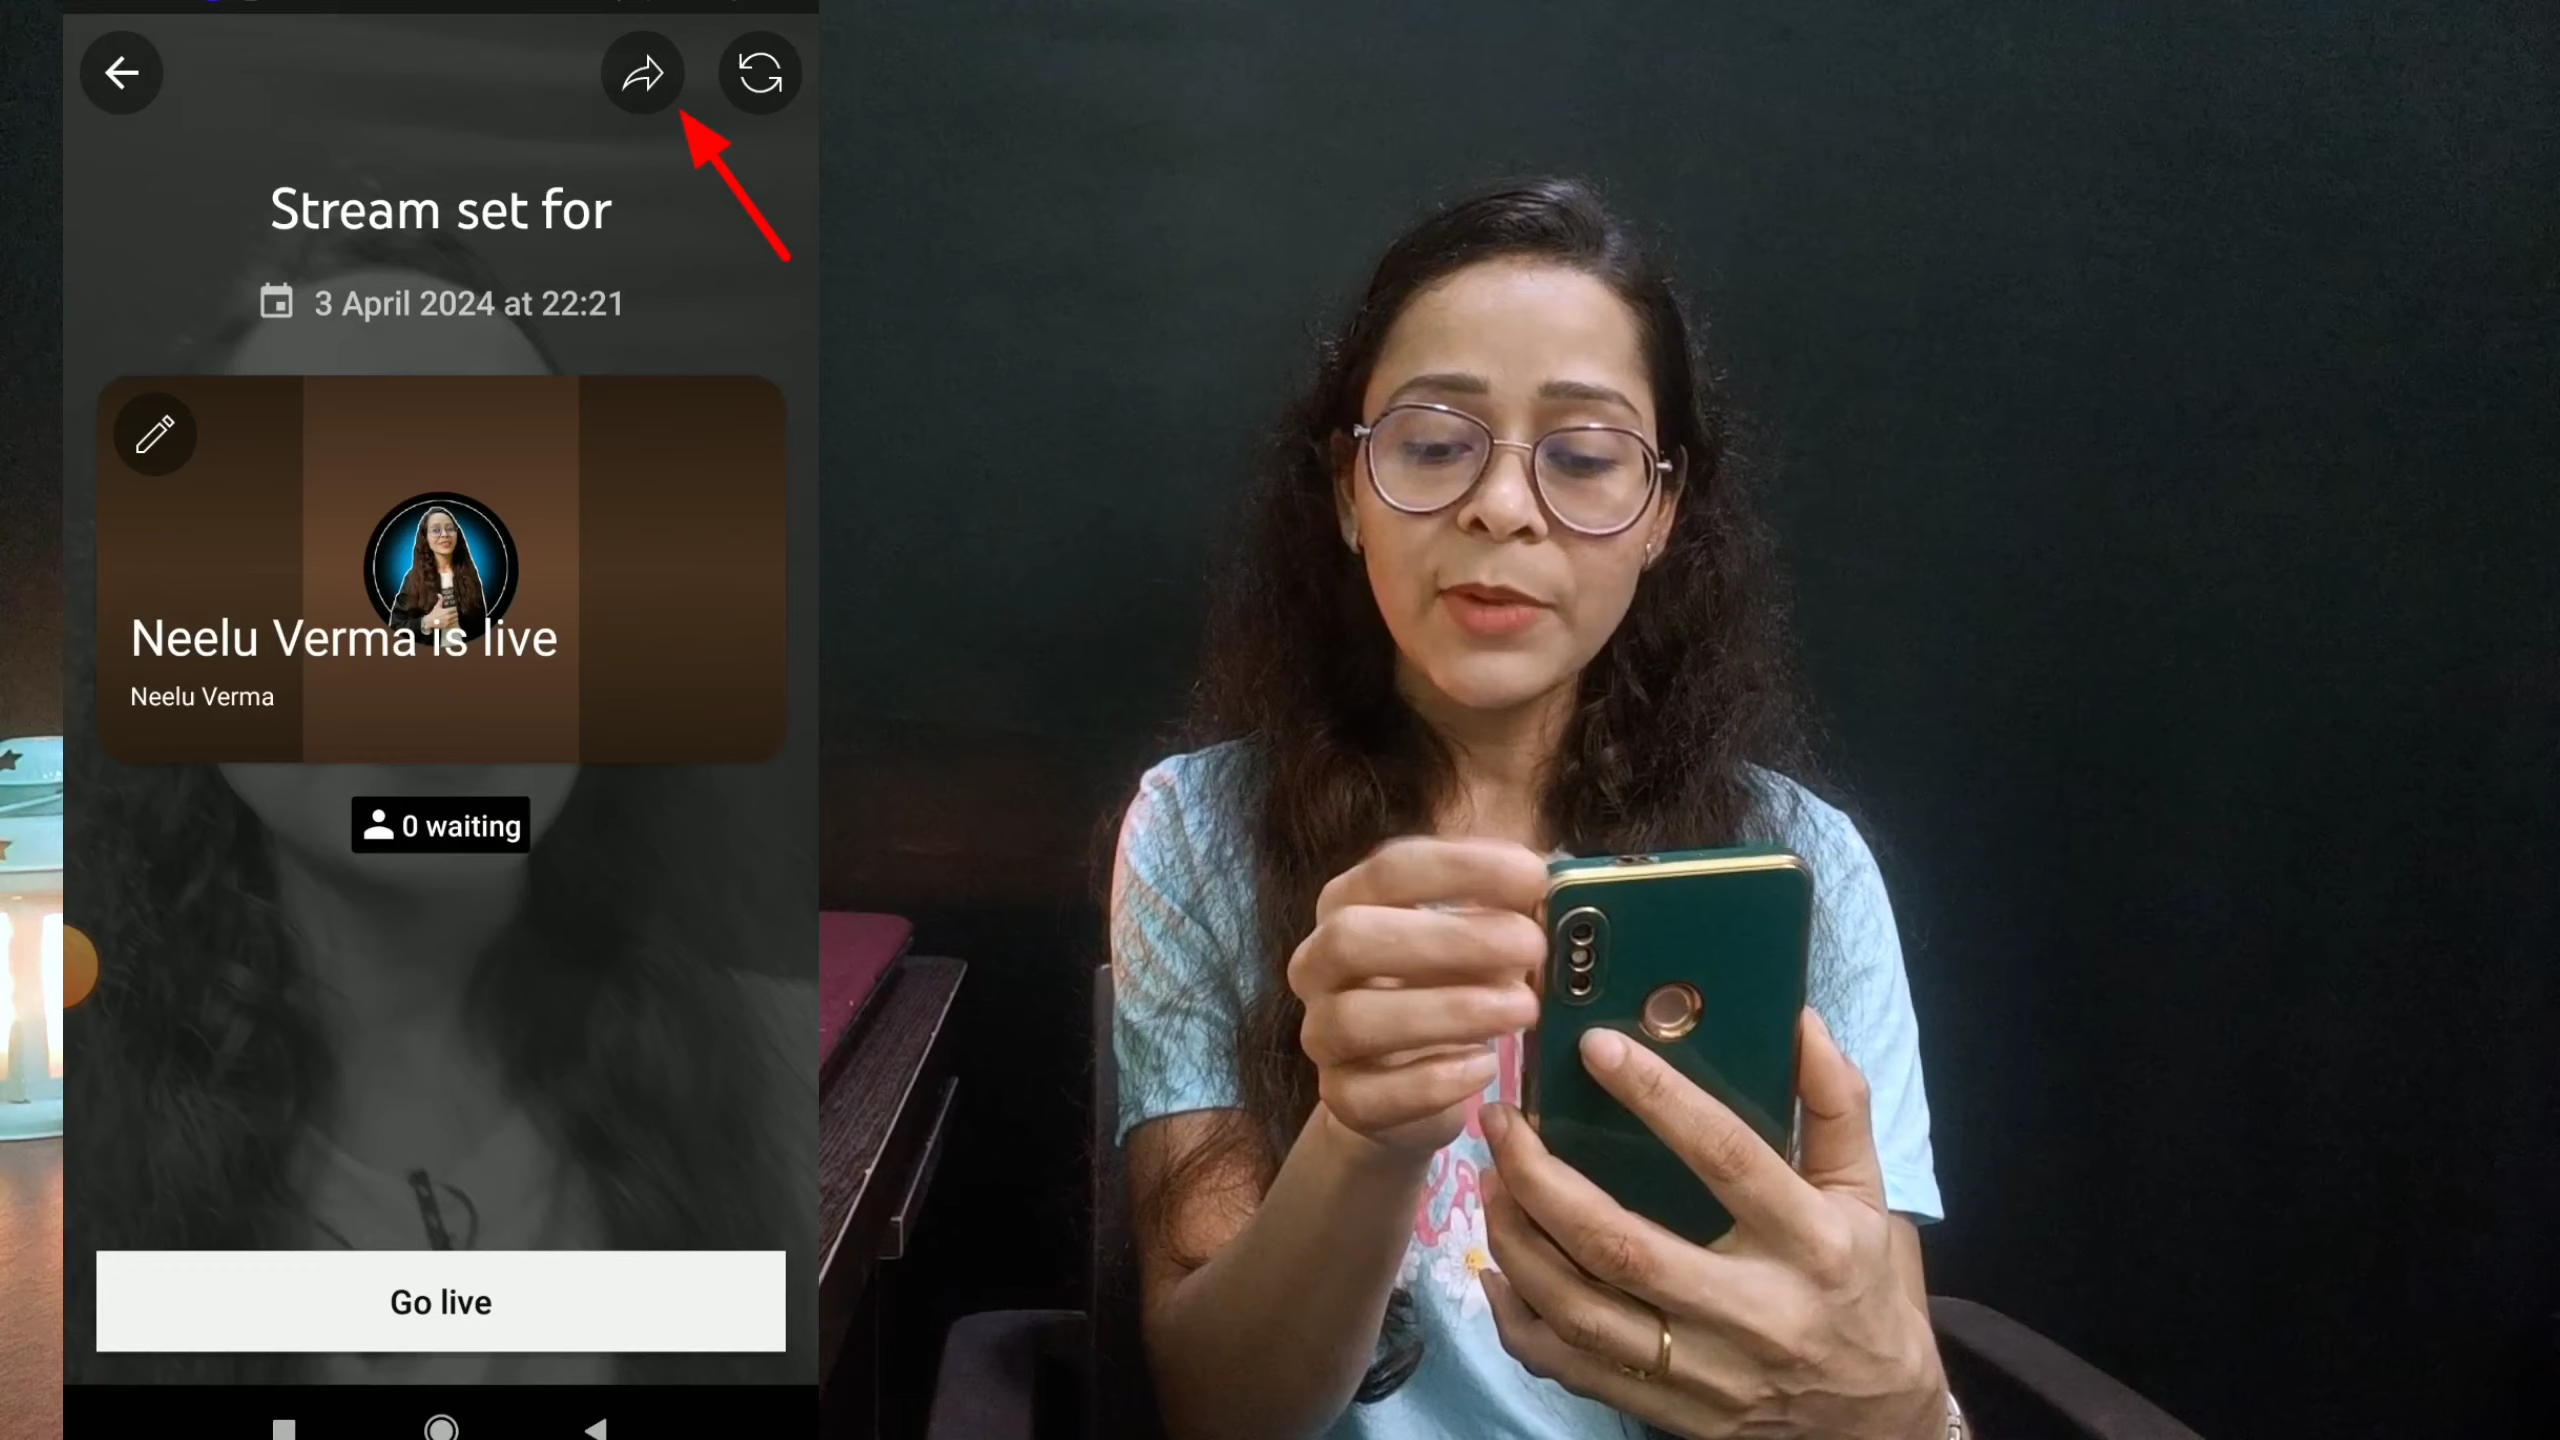 Stream set for
3 April 2024 at 22:21
Neelu Verma is live
Neelu Verma
0 waiting
Go live